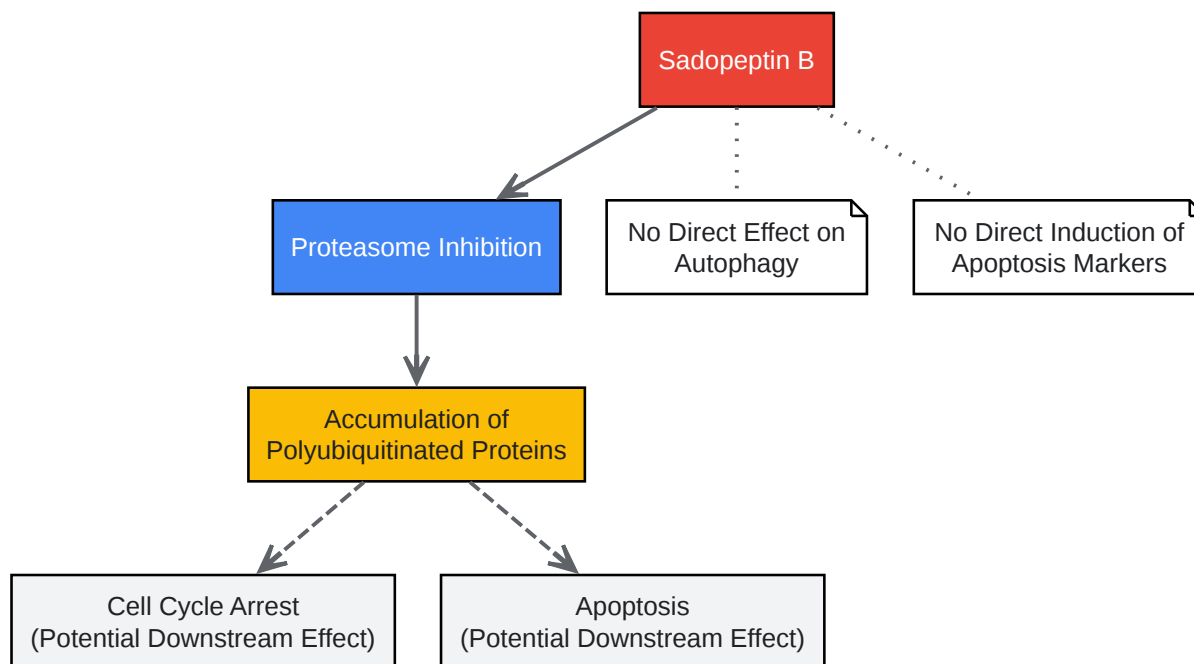 Sadopeptin B
Proteasome Inhibition
No Direct Effect on
Autophagy
No Direct Induction of
Apoptosis Markers
Accumulation of
Polyubiquitinated Proteins
Cell Cycle Arrest
(Potential Downstream Effect)
Apoptosis
(Potential Downstream Effect)